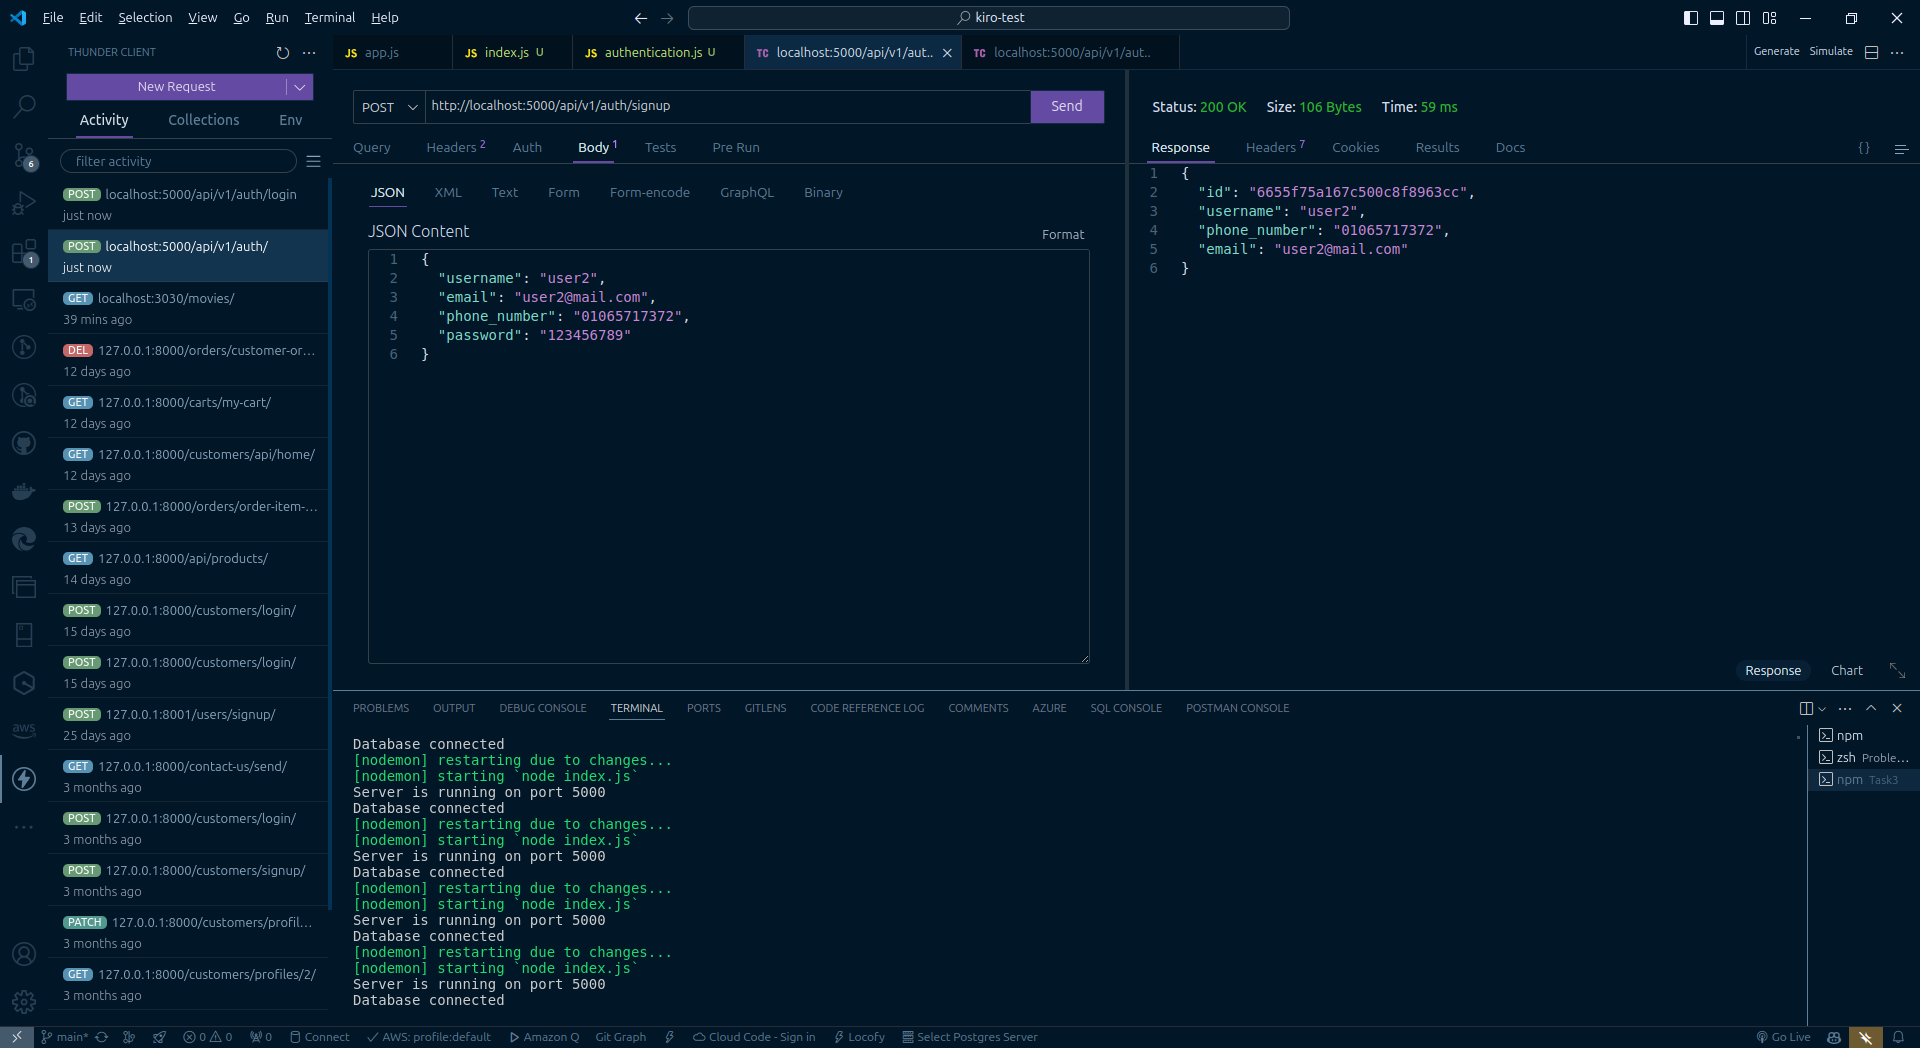 File Edit Selection View Go Run Terminal Help
kiro-test
THUNDER CLIENT
New Request
Activity Collections Env
filter activity
POST localhost:5000/api/v1/auth/login
just now
POST localhost:5000/api/v1/auth/
just now
GET localhost:3030/movies/
39 mins ago
DEL 127.0.0.1:8000/orders/customer-or...
12 days ago
GET 127.0.0.1:8000/carts/my-cart/
12 days ago
GET 127.0.0.1:8000/customers/api/home/
12 days ago
POST 127.0.0.1:8000/orders/order-item-...
13 days ago
GET 127.0.0.1:8000/api/products/
14 days ago
POST 127.0.0.1:8000/customers/login/
15 days ago
POST 127.0.0.1:8000/customers/login/
15 days ago
POST 127.0.0.1:8001/users/signup/
25 days ago
GET 127.0.0.1:8000/contact-us/send/
3 months ago
POST 127.0.0.1:8000/customers/login/
3 months ago
POST 127.0.0.1:8000/customers/signup/
3 months ago
PATCH 127.0.0.1:8000/customers/profil...
3 months ago
GET 127.0.0.1:8000/customers/profiles/2/
3 months ago
6
1
aws
JS app.js
JS index.js U
JS authentication.js U
TC localhost:5000/api/v1/aut..
TC localhost:5000/api/v1/aut..
Generate Simulate
POST http://localhost:5000/api/v1/auth/signup Send
Query Headers 2 Auth Body 1 Tests Pre Run
JSON XML Text Form Form-encode GraphQL Binary
JSON Content
Format
1 {
2 "username": "user2",
3 "email": "user2@mail.com",
4 "phone_number": "01065717372",
5 "password": "123456789"
6 }
Status: 200 OK Size: 106 Bytes Time: 59 ms
Response Headers 7 Cookies Results Docs {}
1 {
2 "id": "6655f75a167c500c8f8963cc",
3 "username": "user2",
4 "phone_number": "01065717372",
5 "email": "user2@mail.com"
6 }
Response Chart
PROBLEMS OUTPUT DEBUG CONSOLE TERMINAL PORTS GITLENS CODE REFERENCE LOG COMMENTS AZURE SQL CONSOLE POSTMAN CONSOLE
Database connected
[nodemon] restarting due to changes...
[nodemon] starting `node index.js`
Server is running on port 5000
Database connected
[nodemon] restarting due to changes...
[nodemon] starting `node index.js`
Server is running on port 5000
Database connected
[nodemon] restarting due to changes...
[nodemon] starting `node index.js`
Server is running on port 5000
Database connected
[nodemon] restarting due to changes...
[nodemon] starting `node index.js`
Server is running on port 5000
Database connected
npm
zsh Proble...
npm Task3
main* 0 0 0 Connect AWS: profile:default Amazon Q Git Graph Cloud Code - Sign in Locofy Select Postgres Server Go Live